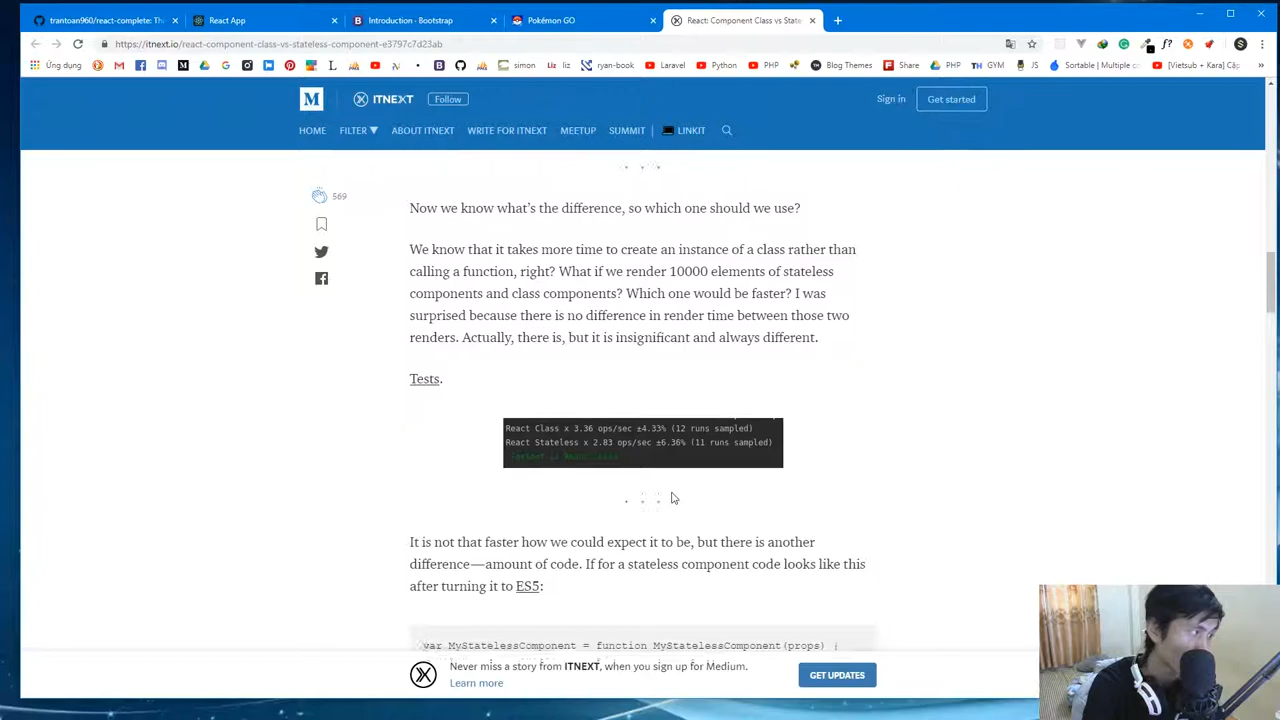 trantoan960/react-complete: Th
React App
Introduction · Bootstrap
Pokémon GO
React: Component Class vs State
https://itnext.io/react-component-class-vs-stateless-component-e3797c7d23ab
Ứng dụng
simon
liz
ryan-book
Laravel
Python
PHP
Blog Themes
Share
PHP
GYM
JS
Sortable | Multiple c
[Vietsub + Kara] Cặp
ITNEXT
Follow
Sign in
Get started
HOME
FILTER
ABOUT ITNEXT
WRITE FOR ITNEXT
MEETUP
SUMMIT
LINKIT
569
Now we know what's the difference, so which one should we use?
We know that it takes more time to create an instance of a class rather than
calling a function, right? What if we render 10000 elements of stateless
components and class components? Which one would be faster? I was
surprised because there is no difference in render time between those two
renders. Actually, there is, but it is insignificant and always different.
Tests.
React Class x 3.36 ops/sec ±4.33% (12 runs sampled)
React Stateless x 2.83 ops/sec ±6.36% (11 runs sampled)
It is not that faster how we could expect it to be, but there is another
difference—amount of code. If for a stateless component code looks like this
after turning it to ES5:
var MyStatelessComponent = function MyStatelessComponent(props) {
Never miss a story from ITNEXT, when you sign up for Medium.
Learn more
GET UPDATES